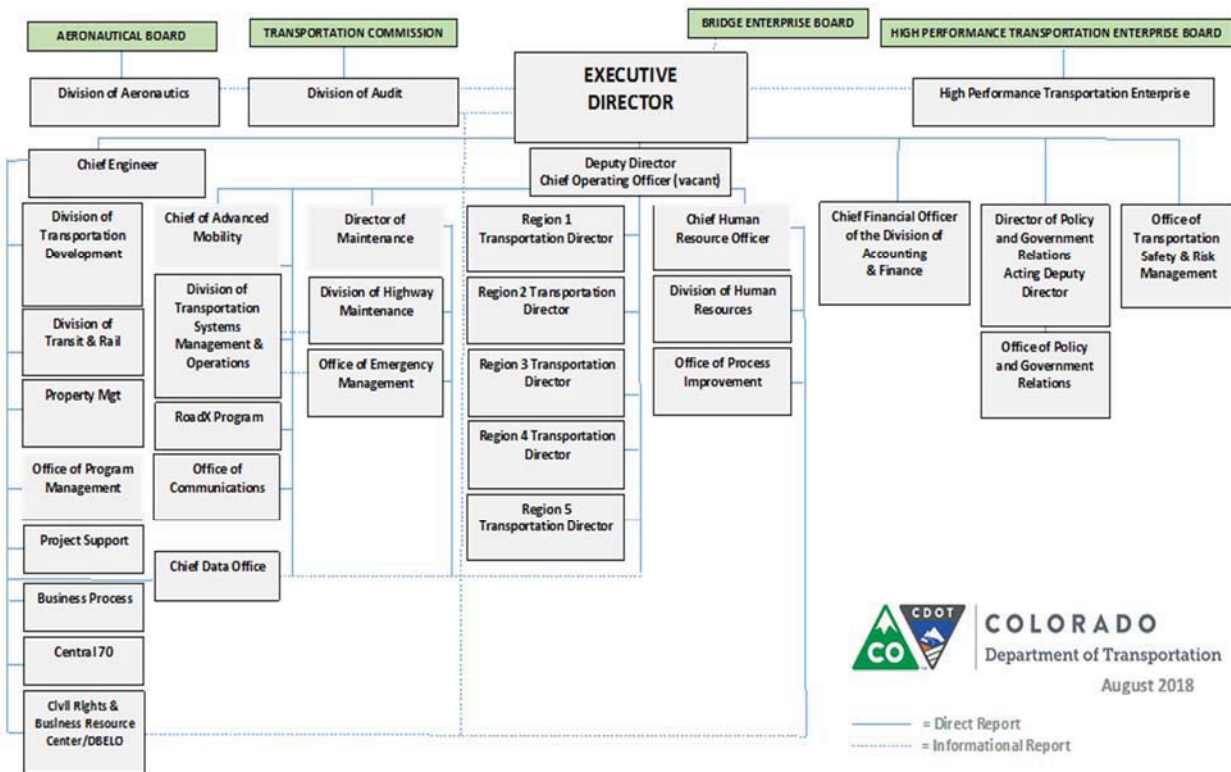 AERONAUTICAL BOARD
TRANSPORTATION COMMISSION
BRIDGE ENTERPRISE BOARD
HIGH PERFORMANCE TRANSPORTATION ENTERPRISE BOARD
Division of Aeronautics
Division of Audit
EXECUTIVE
DIRECTOR
High Performance Transportation Enterprise
Chief Engineer
Deputy Director
Chief Operating Officer (vacant)
Division of
Transportation
Development
Division of
Transit & Rail
Property Mgt
Office of Program
Management
Project Support
Business Process
Central 70
Civil Rights &
Business Resource
Center/DBELO
Chief of Advanced
Mobility
Division of
Transportation
Systems
Management &
Operations
RoadX Program
Office of
Communications
Chief Data Office
Director of
Maintenance
Division of Highway
Maintenance
Office of Emergency
Management
Region 1
Transportation Director
Region 2 Transportation
Director
Region 3 Transportation
Director
Region 4 Transportation
Director
Region 5
Transportation Director
Chief Human
Resource Officer
Division of Human
Resources
Office of Process
Improvement
Chief Financial Officer
of the Division of
Accounting
& Finance
Director of Policy
and Government
Relations
Acting Deputy
Director
Office of Policy
and Government
Relations
Office of
Transportation
Safety & Risk
Management
CO
CDOT
COLORADO
Department of Transportation
August 2018
= Direct Report
= Informational Report